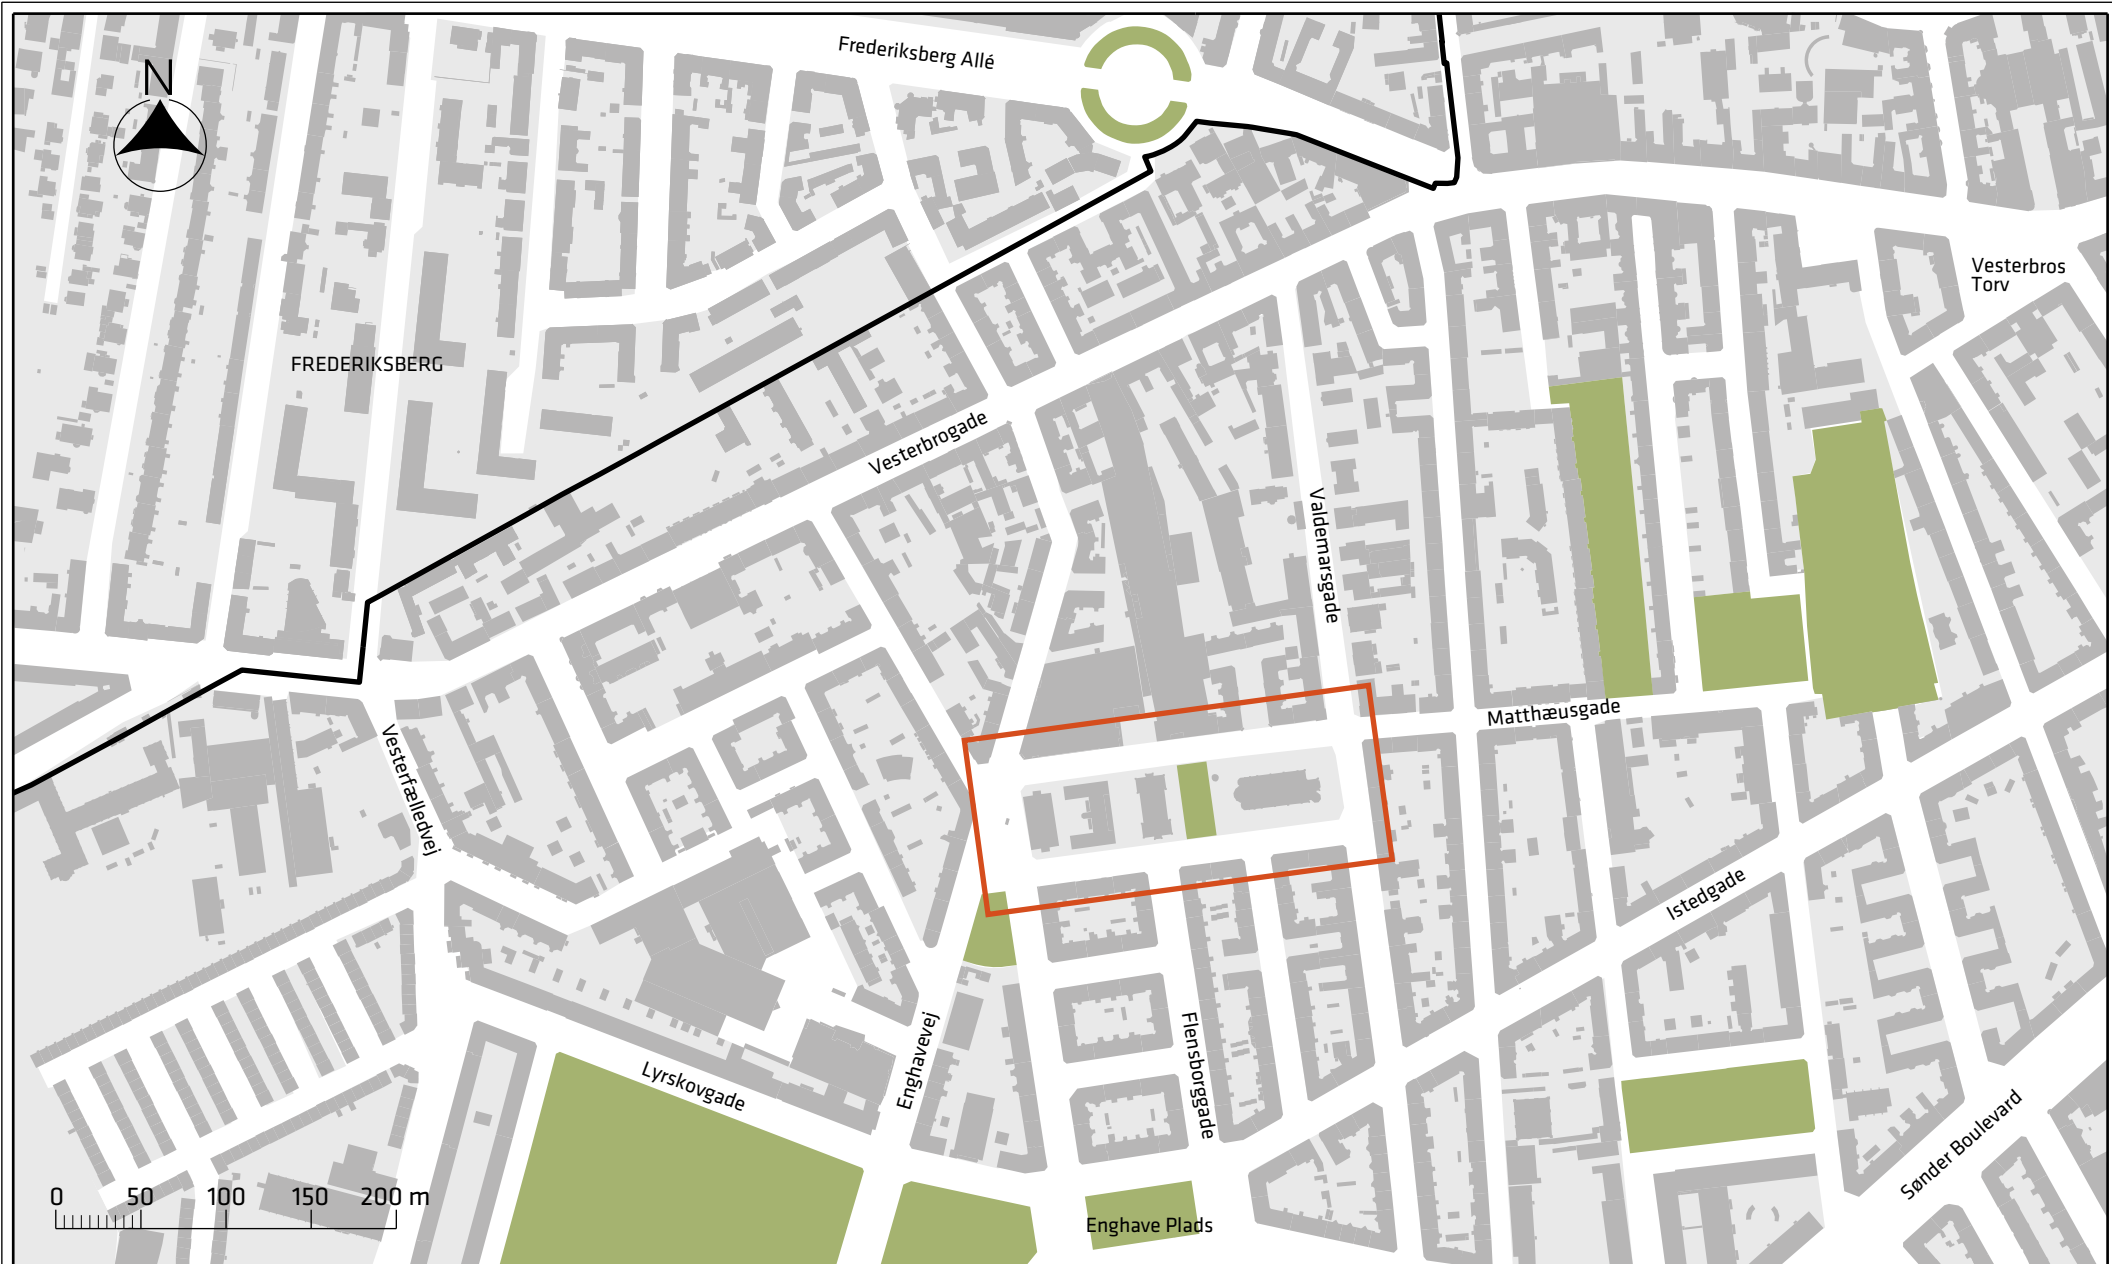 Frederiksberg Allé
N
Vesterbros
Torv
FREDERIKSBERG
Vesterbrogade
Valdemarsgade
Matthæusgade
Vesterfælledvej
Istedgade
Enghavevej
Flensborggade
Lyrskovgade
Sønder Boulevard
0 50 100 150 200 m
Enghave Plads